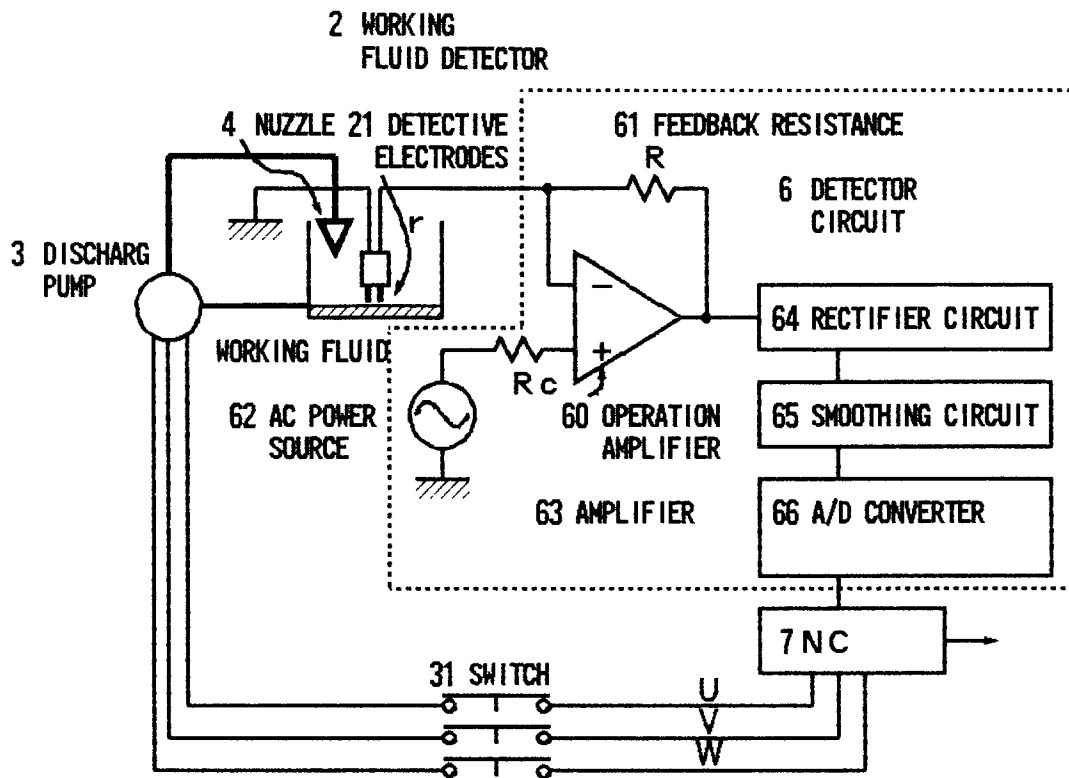 2 WORKING
FLUID DETECTOR
4 NUZZLE 21 DETECTIVE
ELECTRODES
61 FEEDBACK RESISTANCE
R
6 DETECTOR
CIRCUIT
r
3 DISCHARG
PUMP
64 RECTIFIER CIRCUIT
WORKING FLUID
Rc
62 AC POWER
SOURCE
60 OPERATION
AMPLIFIER
65 SMOOTHING CIRCUIT
63 AMPLIFIER
66 A/D CONVERTER
7 NC
31 SWITCH
U
V
W